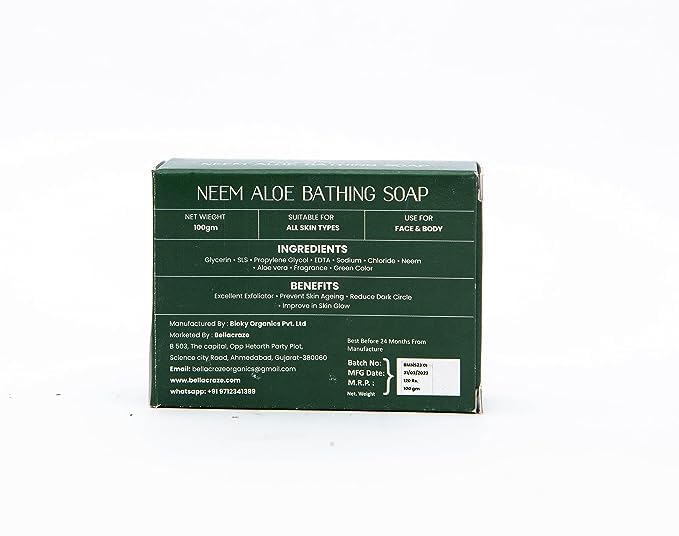 NEEM ALOE BATHING SOAP
NEEM ALOE BATHING SOAP
NET WIEGHT
100gm
SUITABLE FOR
ALL SKIN TYPES
USE FOR
FACE & BODY
INGREDIENTS
Glycerin • SLS • Propylene Glycol • EDTA • Sodium • Chloride • Neem
• Aloe vera • Fragrance • Green Color
BENEFITS
Excellent Exfoliator • Prevent Skin Ageing • Reduce Dark Circle
• Improve in Skin Glow
Manufactured By : Bioky Organics Pvt. Ltd
Marketed By : Bellacraze
B 503, The capital, Opp Hetarth Party Plot,
Science city Road, Ahmedabad, Gujarat-380060
Email: bellacrazeorganics@gmail.com
www.bellacraze.com
whatsapp: +91 9712341399
Best Before 24 Months From
Manufacture
Batch No:
MFG Date:
M.R.P. :
Net. Weight
21/03/2023
120 Rs.
100 gm